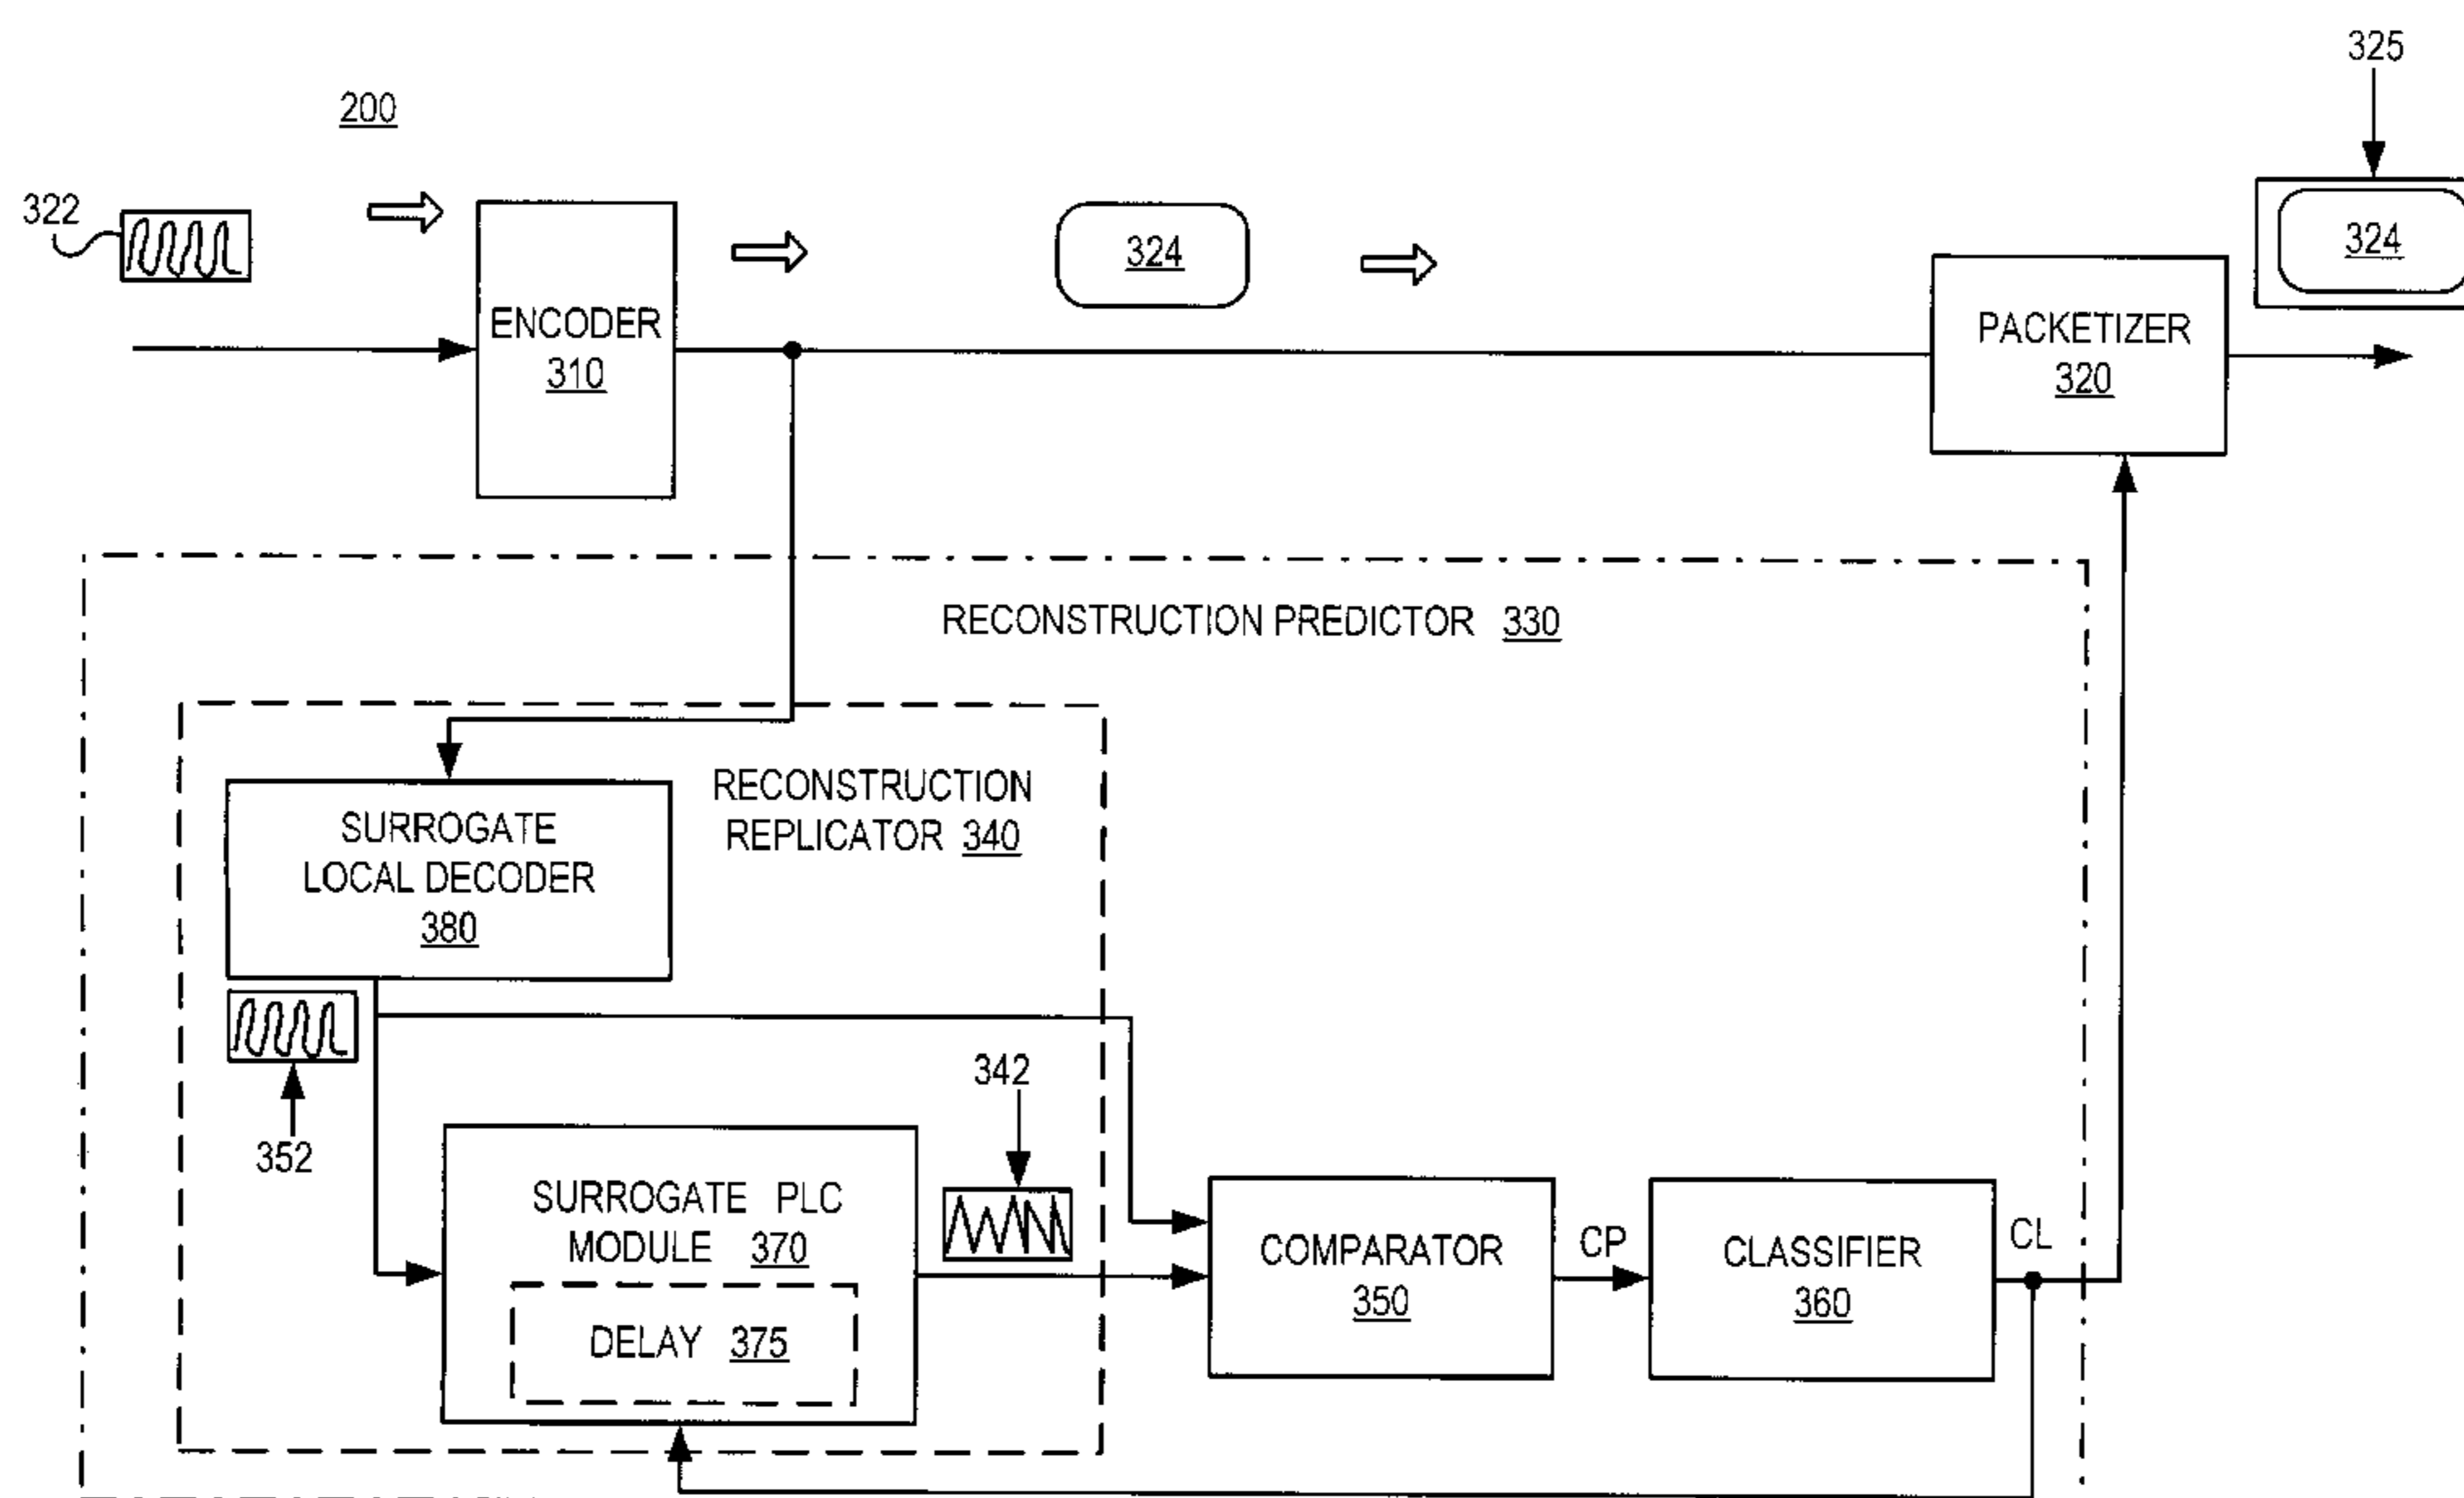 325
200
322
324
324
ENCODER
310
PACKETIZER
320
RECONSTRUCTION PREDICTOR 330
RECONSTRUCTION
REPLICATOR 340
SURROGATE
LOCAL DECODER
380
342
352
SURROGATE PLC
MODULE 370
DELAY 375
COMPARATOR
350
CP
CLASSIFIER
360
CL